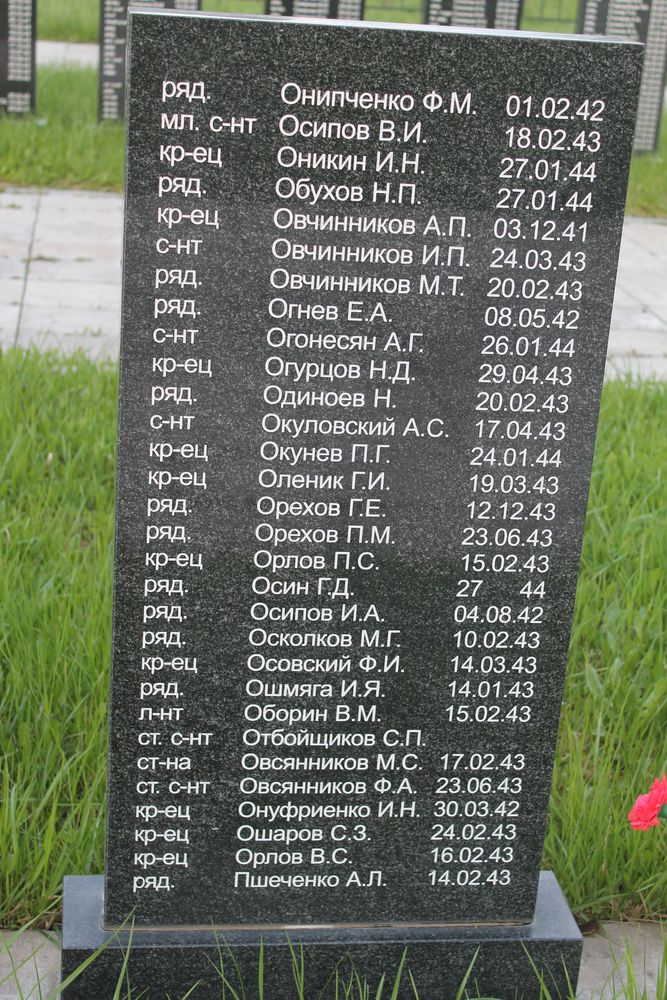 ряд. Онипченко Ф.М. 01.02.42
мл. с-нт Осипов В.И. 18.02.43
кр-ец Оникин И.Н. 27.01.44
ряд. Обухов Н.П. 27.01.44
кр-ец Овчинников А.П. 03.12.41
с-нт Овчинников И.П. 24.03.43
ряд. Овчинников М.Т. 20.02.43
ряд. Огнев Е.А. 08.05.42
с-нт Огонесян А.Г. 26.01.44
кр-ец Огурцов Н.Д. 29.04.43
ряд. Одиноев Н. 20.02.43
с-нт Окуловский А.С. 17.04.43
кр-ец Окунев П.Г. 24.01.44
кр-ец Оленик Г.И. 19.03.43
ряд. Орехов Г.Е. 12.12.43
ряд. Орехов П.М. 23.06.43
кр-ец Орлов П.С. 15.02.43
ряд. Осин Г.Д. 27 44
ряд. Осипов И.А. 04.08.42
ряд. Осколков М.Г. 10.02.43
кр-ец Осовский Ф.И. 14.03.43
ряд. Ошмяга И.Я. 14.01.43
л-нт Оборин В.М. 15.02.43
ст. с-нт Отбойщиков С.П.
ст-на Овсянников М.С. 17.02.43
ст. с-нт Овсянников Ф.А. 23.06.43
кр-ец Онуфриенко И.Н. 30.03.42
кр-ец Ошаров С.З. 24.02.43
кр-ец Орлов В.С. 16.02.43
ряд. Пшеченко А.Л. 14.02.43